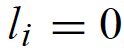 l_i = 0